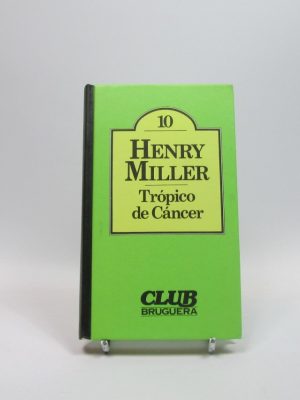 10
HENRY
MILLER
Trópico
de Cáncer
CLUB
BRUGUERA